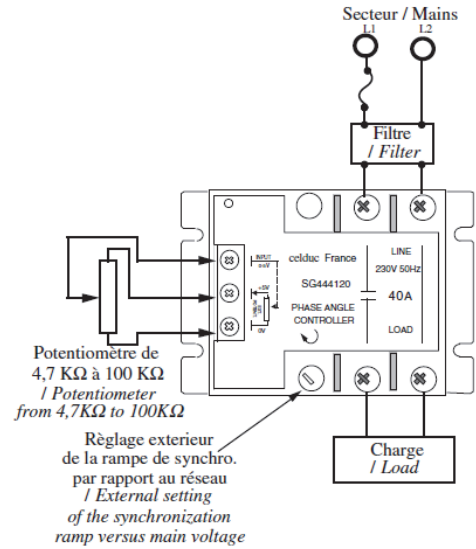 Secteur / Mains
L1
L2
Filtre
/ Filter
INPUT
+5V
0V
celduc France
SG444120
PHASE ANGLE
CONTROLLER
LINE
230V 50Hz
40A
LOAD
Potentiomètre de
4,7 KΩ à 100 KΩ
/ Potentiometer
from 4,7KΩ to 100KΩ
Règlage exterieur
de la rampe de synchro.
par rapport au réseau
/ External setting
of the synchronization
ramp versus main voltage
Charge
/ Load